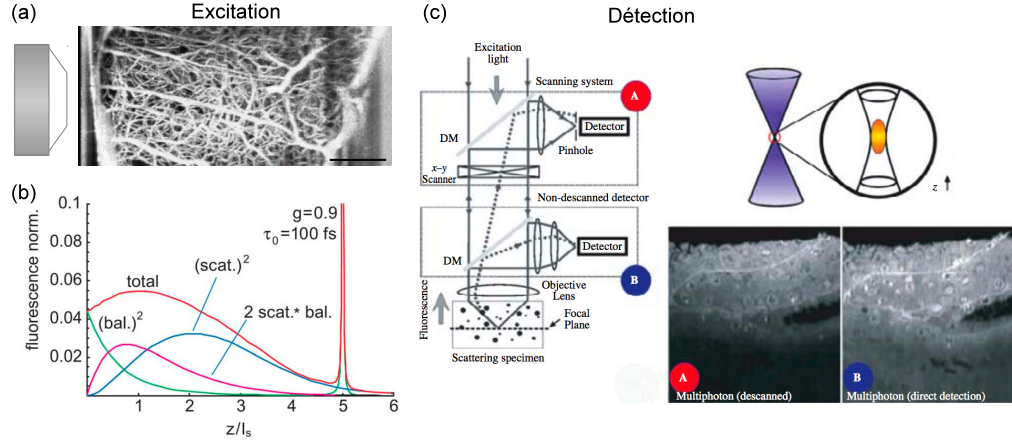 (a)
Excitation
(b)
fluorescence norm.
0.1
0.08
0.06
0.04
0.02
g=0.9
τ0=100 fs
total
(scat.)²
(bal.)²
2 scat.* bal.
1
2
3
4
5
6
z/ls
(c)
Détection
Excitation
light
Scanning system
A
DM
Detector
Pinhole
x–y
Scanner
Non-descanned detector
DM
Detector
B
Fluorescence
Objective
Lens
Focal
Plane
Scattering specimen
z
A
Multiphoton (descanned)
B
Multiphoton (direct detection)